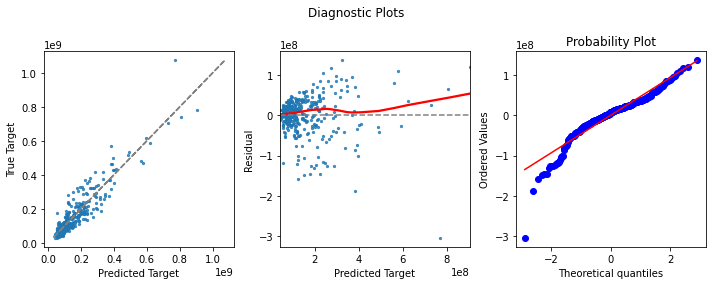 Diagnostic Plots
1e9
1.0
0.8
0.6
0.4
0.2
0.0
True Target
0.0 0.2 0.4 0.6 0.8 1.0
Predicted Target
1e9
1e8
1
0
−1
−2
−3
Residual
2 4 6 8
Predicted Target
1e8
Probability Plot
1e8
1
0
−1
−2
−3
Ordered Values
−2 0 2
Theoretical quantiles